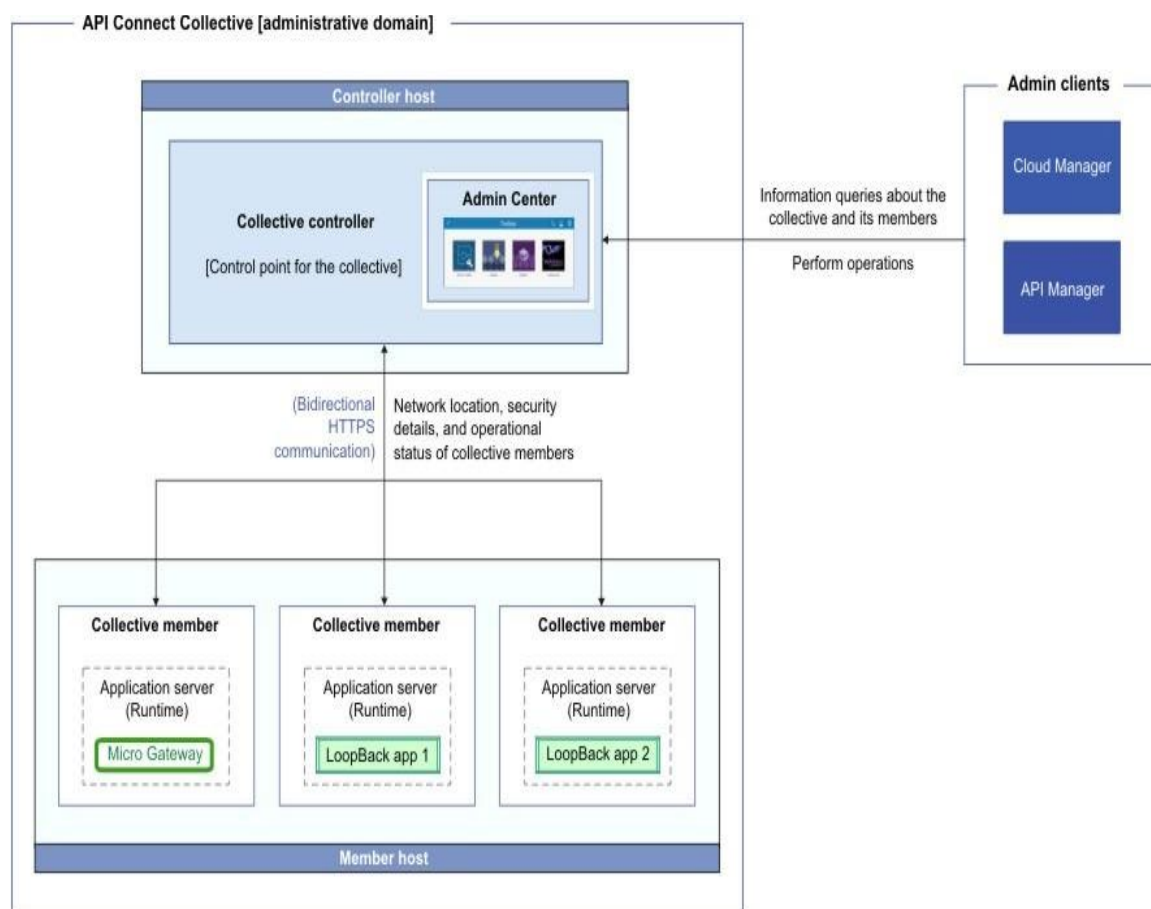 API Connect Collective [administrative domain]
Controller host
Admin clients
Collective controller
[Control point for the collective]
Admin Center
Cloud Manager
API Manager
Information queries about the
collective and its members
Perform operations
(Bidirectional
HTTPS
communication)
Network location, security
details, and operational
status of collective members
Collective member
Application server
(Runtime)
Micro Gateway
Collective member
Application server
(Runtime)
LoopBack app 1
Collective member
Application server
(Runtime)
LoopBack app 2
Member host